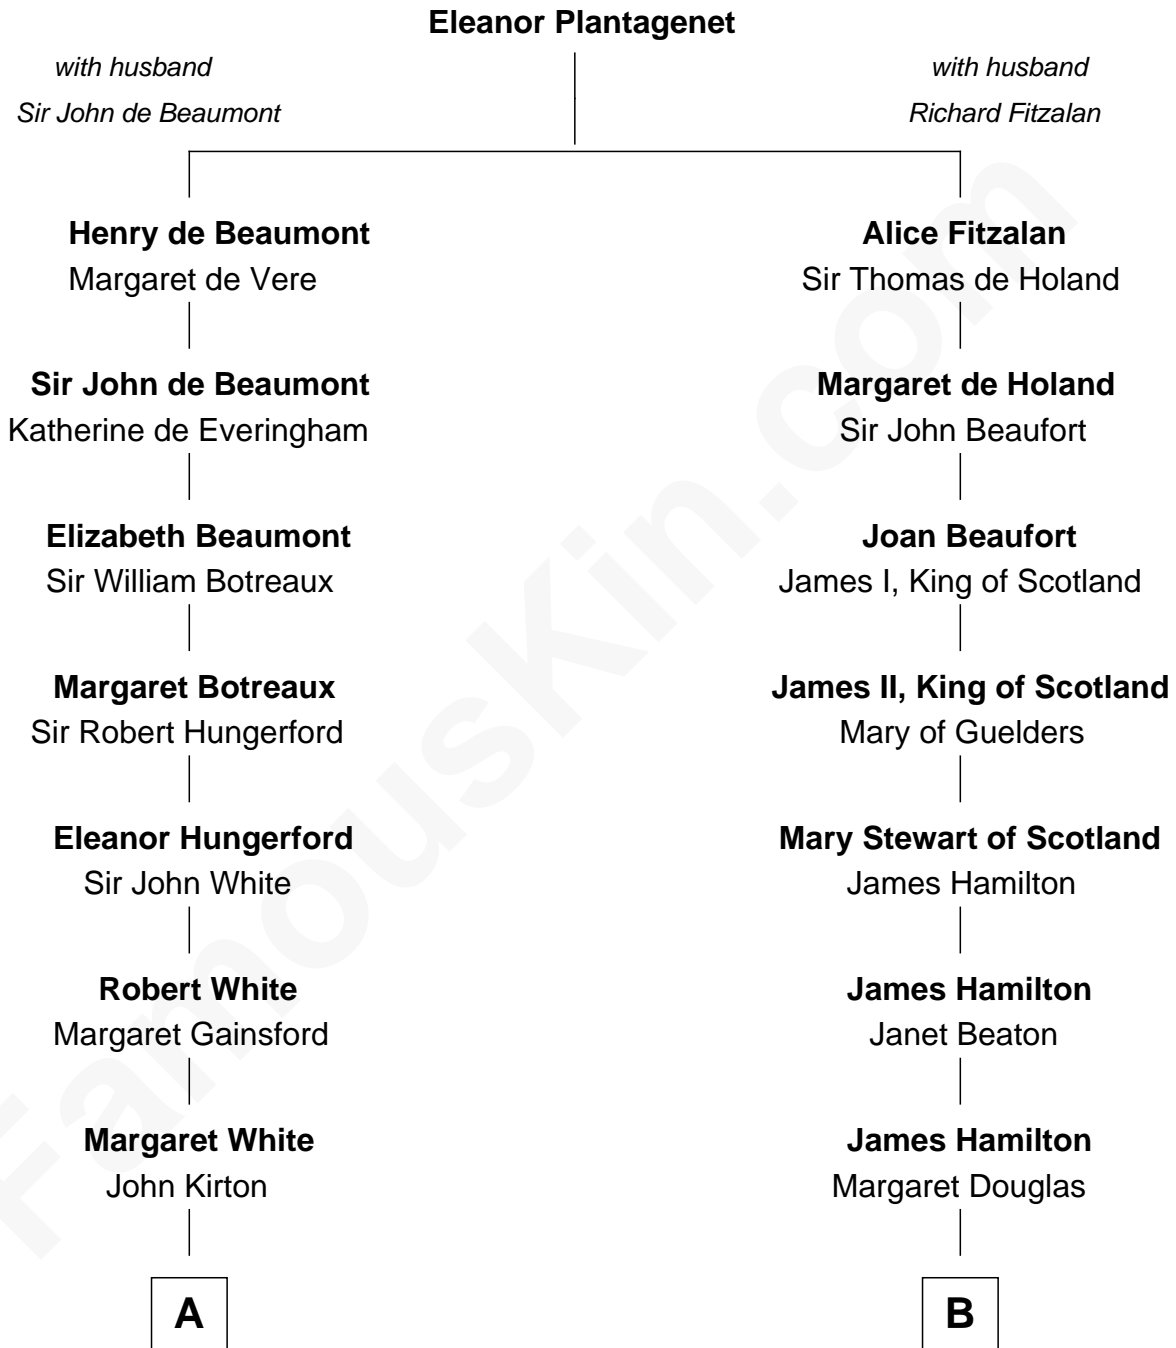 Eleanor Plantagenet
with husband
Sir John de Beaumont
with husband
Richard Fitzalan
Henry de Beaumont
Margaret de Vere
Alice Fitzalan
Sir Thomas de Holand
Sir John de Beaumont
Katherine de Everingham
Margaret de Holand
Sir John Beaufort
Elizabeth Beaumont
Sir William Botreaux
Joan Beaufort
James I, King of Scotland
Margaret Botreaux
Sir Robert Hungerford
James II, King of Scotland
Mary of Guelders
Eleanor Hungerford
Sir John White
Mary Stewart of Scotland
James Hamilton
Robert White
Margaret Gainsford
James Hamilton
Janet Beaton
Margaret White
John Kirton
James Hamilton
Margaret Douglas
A
B
FamousKin.com